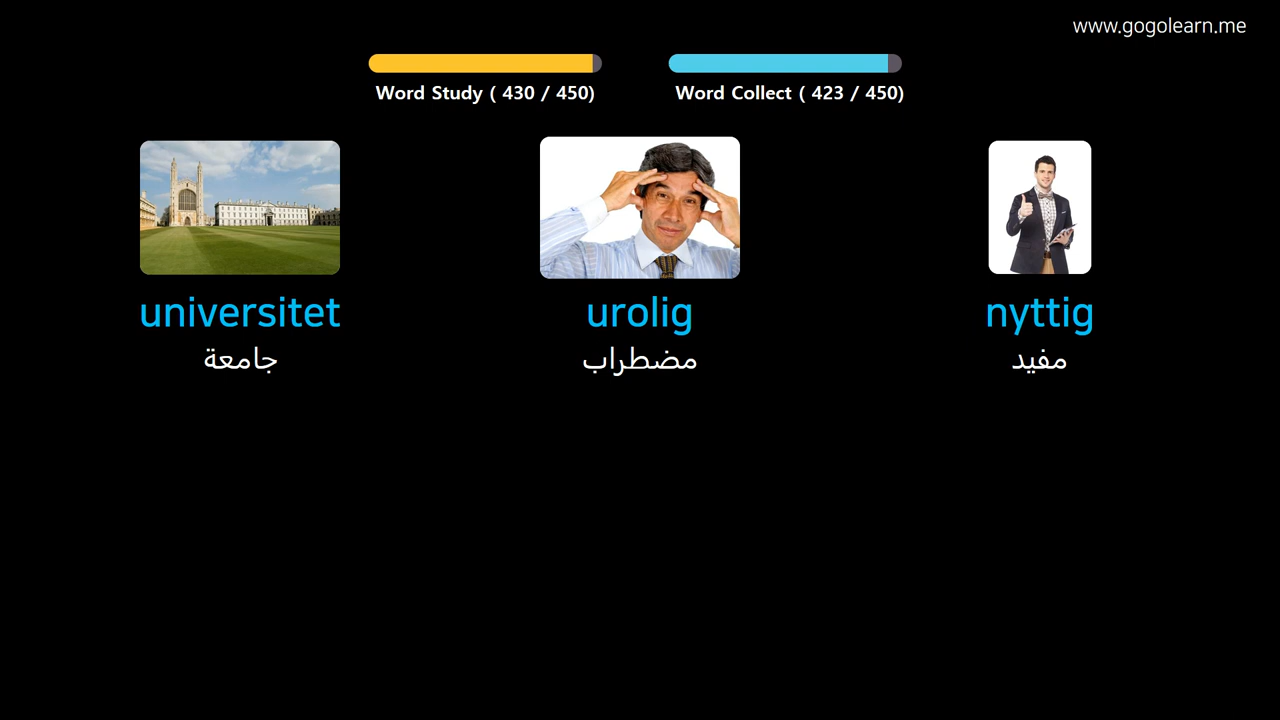 www.gogolearn.me
Word Study ( 430 / 450)
Word Collect ( 423 / 450)
universitet
urolig
nyttig
جامعة
مضطراب
مفيد